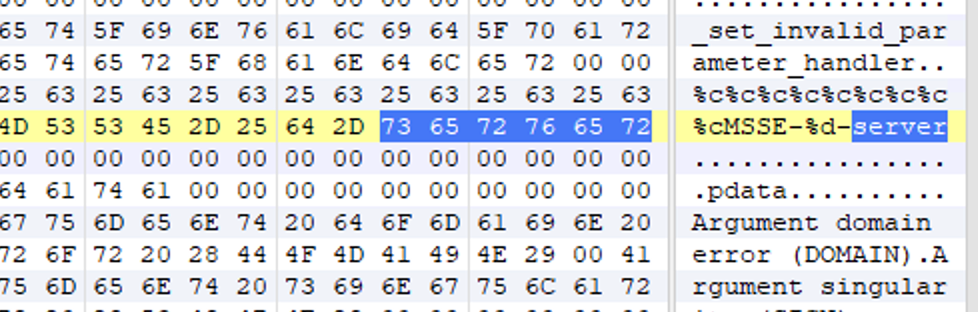 65 74 5F 69 6E 76 61 6C 69 64 5F 70 61 72 _set_invalid_par
65 74 65 72 5F 68 61 6E 64 6C 65 72 00 00 ameter_handler..
25 63 25 63 25 63 25 63 25 63 25 63 25 63 %c%c%c%c%c%c%c%c
4D 53 53 45 2D 25 64 2D 73 65 72 76 65 72 %cMSSE-%d-server
00 00 00 00 00 00 00 00 00 00 00 00 00 00 ................
64 61 74 61 00 00 00 00 00 00 00 00 00 00 .pdata..........
67 75 6D 65 6E 74 20 64 6F 6D 61 69 6E 20 Argument domain
72 6F 72 20 28 44 4F 4D 41 49 4E 29 00 41 error (DOMAIN).A
75 6D 65 6E 74 20 73 69 6E 67 75 6C 61 72 rgument singular